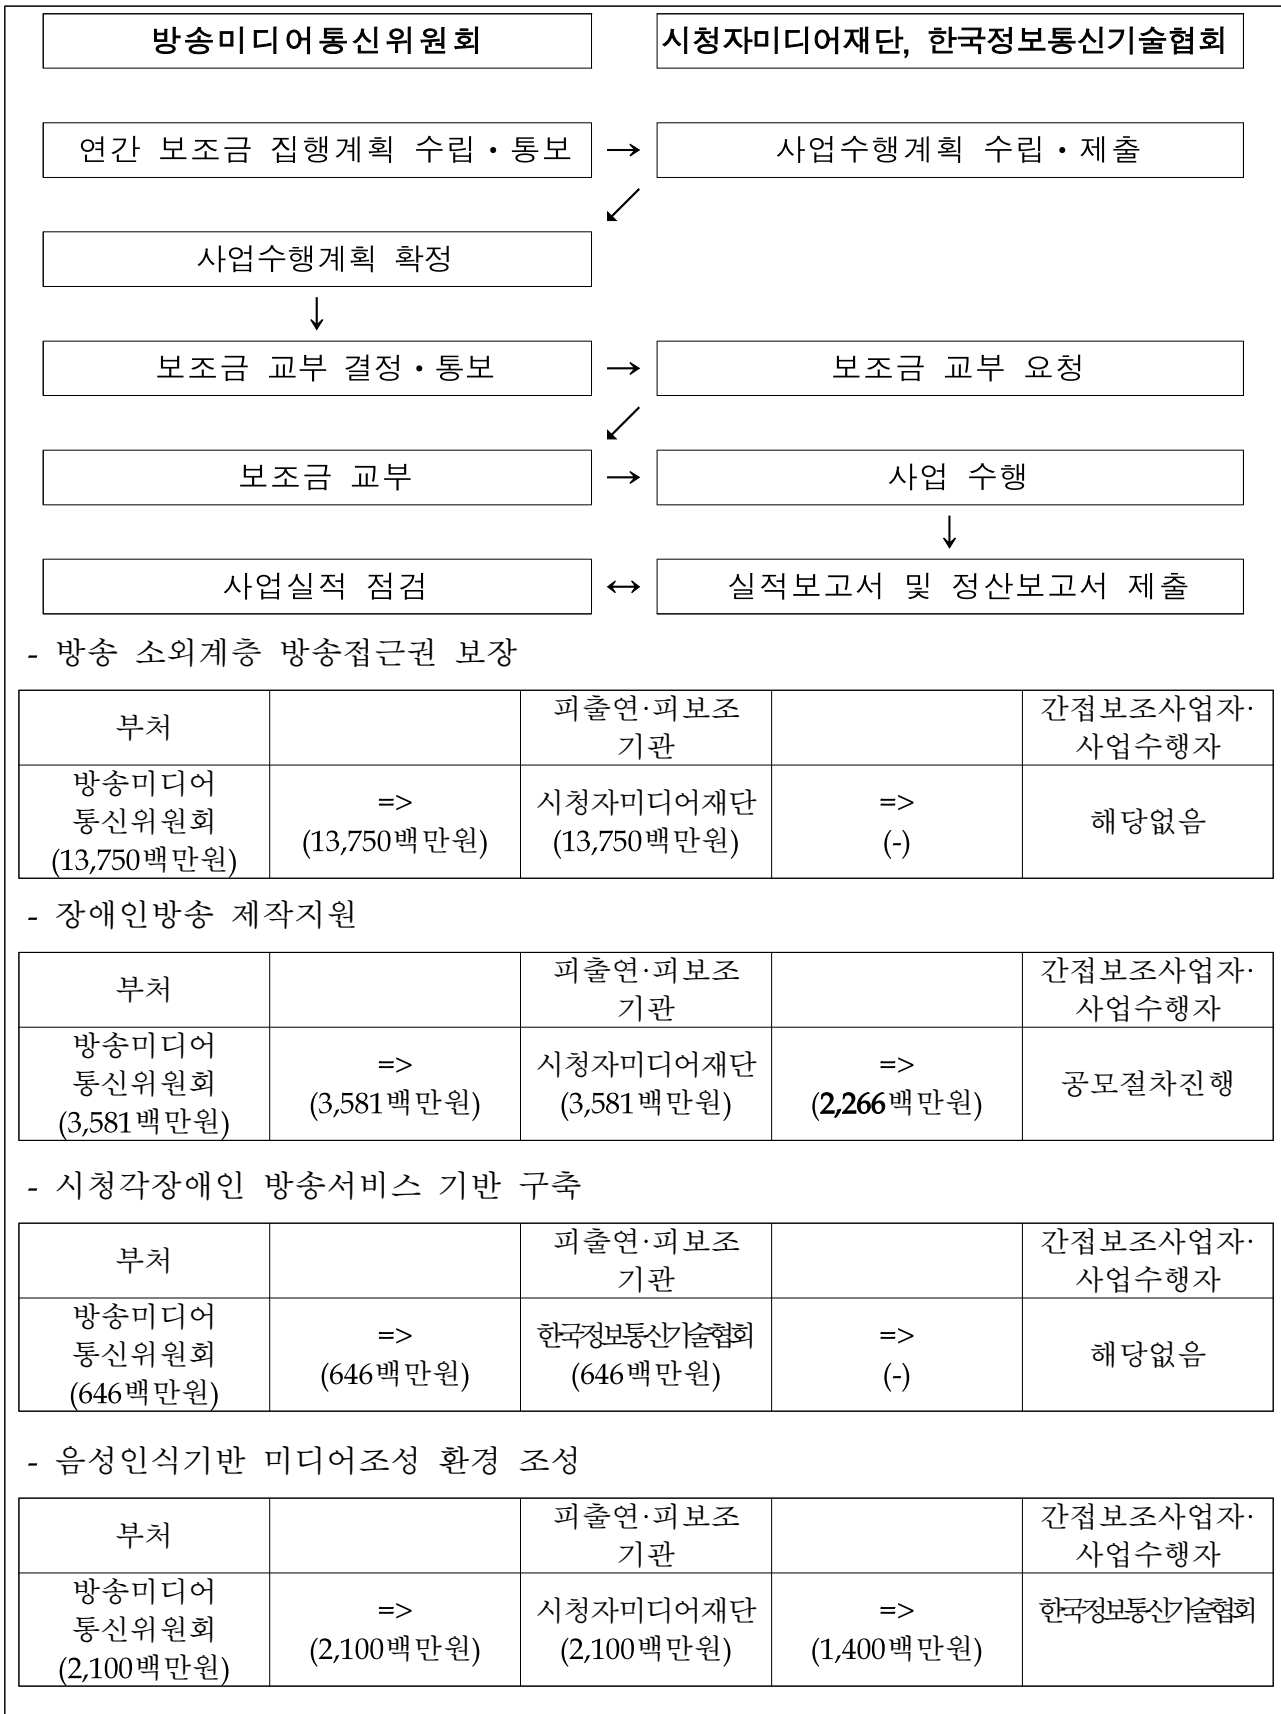 방송미디어통신위원회
시청자미디어재단, 한국정보통신기술협회
연간 보조금 집행계획 수립・통보 → 사업수행계획 수립・제출
↙
사업수행계획 확정
↓
보조금 교부 결정・통보 → 보조금 교부 요청
↙
보조금 교부 → 사업 수행
↓
사업실적 점검 ↔ 실적보고서 및 정산보고서 제출
- 방송 소외계층 방송접근권 보장
부처
피출연·피보조
기관
간접보조사업자·
사업수행자
방송미디어
통신위원회
(13,750백만원)
=>
(13,750백만원)
시청자미디어재단
(13,750백만원)
=>
(-)
해당없음
- 장애인방송 제작지원
부처
피출연·피보조
기관
간접보조사업자·
사업수행자
방송미디어
통신위원회
(3,581백만원)
=>
(3,581백만원)
시청자미디어재단
(3,581백만원)
=>
(2,266백만원)
공모절차진행
- 시청각장애인 방송서비스 기반 구축
부처
피출연·피보조
기관
간접보조사업자·
사업수행자
방송미디어
통신위원회
(646백만원)
=>
(646백만원)
한국정보통신기술협회
(646백만원)
=>
(-)
해당없음
- 음성인식기반 미디어조성 환경 조성
부처
피출연·피보조
기관
간접보조사업자·
사업수행자
방송미디어
통신위원회
(2,100백만원)
=>
(2,100백만원)
시청자미디어재단
(2,100백만원)
=>
(1,400백만원)
한국정보통신기술협회